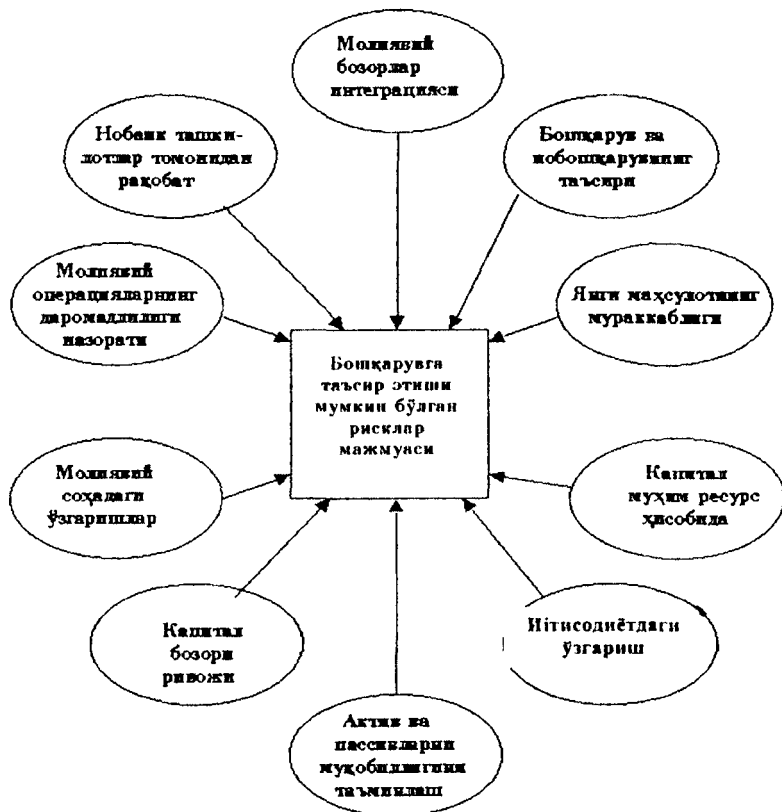 Молиявий
бозорлар
интеграцияси
Нобанк ташки-
лотлар томонидан
рақобат
Бошқарув ва
нобошқарувнинг
таъсири
Молиявий
операцияларнинг
даромадлилиги
назорати
Янги маҳсулотнинг
мураккаблиги
Бошқарувга
таъсир этиши
мумкин бўлган
рисклар
мажмуаси
Молиявий
соҳадаги
ўзгаришлар
Капитал
муҳим ресурс
ҳисобида
Капитал
бозори
ривожи
Иқтисодиётдаги
ўзгариш
Актив ва
пассивларни
муқобиллигини
таъминлаш